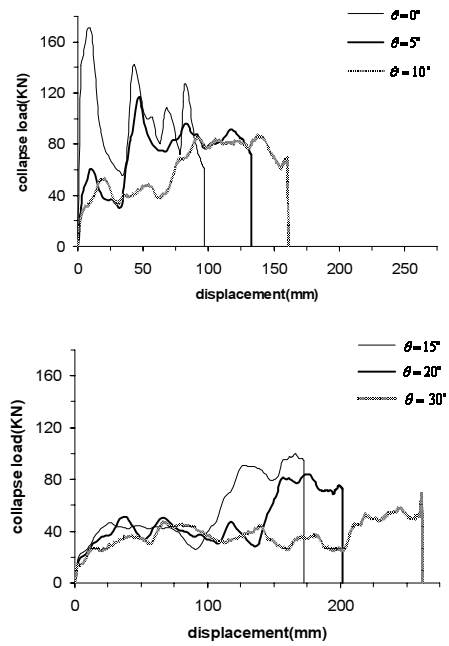 θ=0°
θ=5°
θ=10°
160
120
80
40
0
collapse load(KN)
0 50 100 150 200 250
displacement(mm)
θ=15°
θ=20°
θ=30°
160
120
80
40
0
collapse load(KN)
0 100 200
displacement(mm)